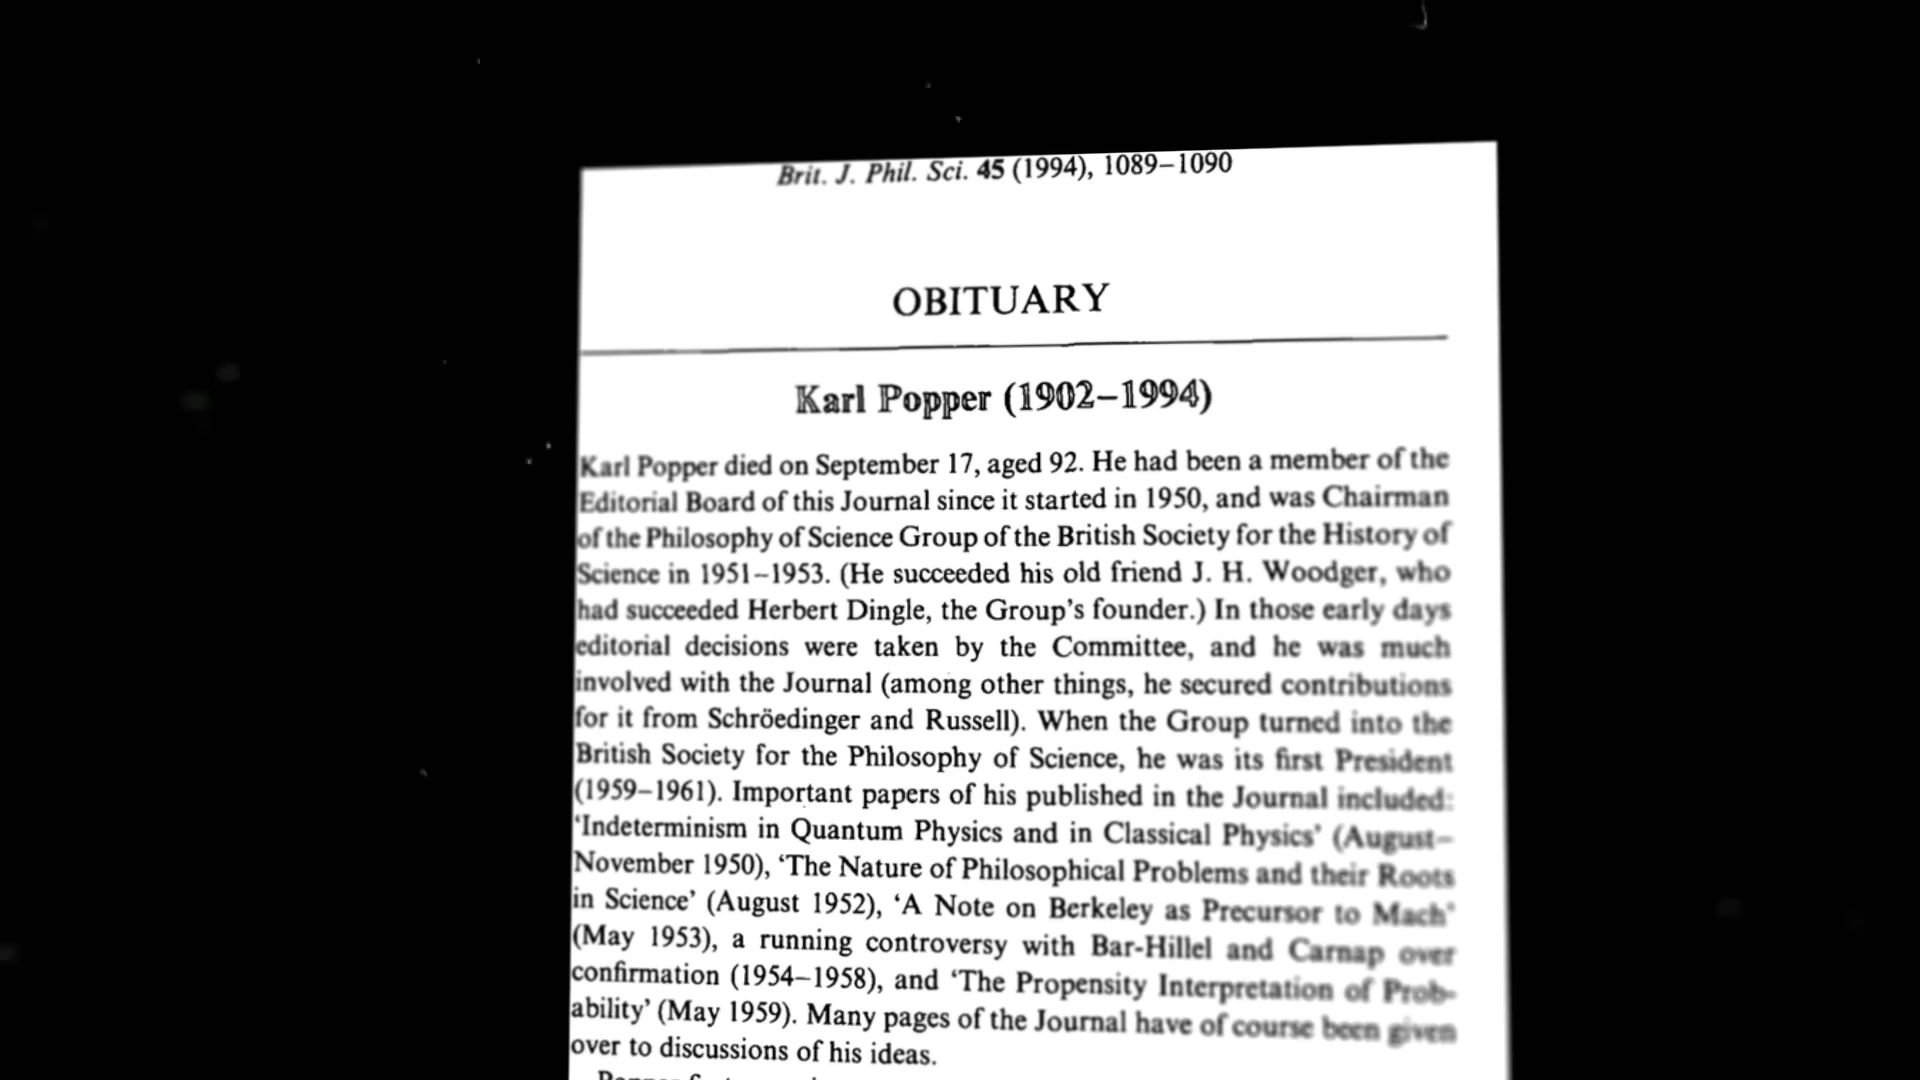 Brit. J. Phil. Sci. 45 (1994), 1089–1090
OBITUARY
Karl Popper (1902–1994)
Karl Popper died on September 17, aged 92. He had been a member of the
Editorial Board of this Journal since it started in 1950, and was Chairman
of the Philosophy of Science Group of the British Society for the History of
Science in 1951–1953. (He succeeded his old friend J. H. Woodger, who
had succeeded Herbert Dingle, the Group's founder.) In those early days
editorial decisions were taken by the Committee, and he was much
involved with the Journal (among other things, he secured contributions
for it from Schröedinger and Russell). When the Group turned into the
British Society for the Philosophy of Science, he was its first President
(1959–1961). Important papers of his published in the Journal included:
'Indeterminism in Quantum Physics and in Classical Physics' (August–
November 1950), 'The Nature of Philosophical Problems and their Roots
in Science' (August 1952), 'A Note on Berkeley as Precursor to Mach'
(May 1953), a running controversy with Bar-Hillel and Carnap over
confirmation (1954–1958), and 'The Propensity Interpretation of Prob-
ability' (May 1959). Many pages of the Journal have of course been given
over to discussions of his ideas.